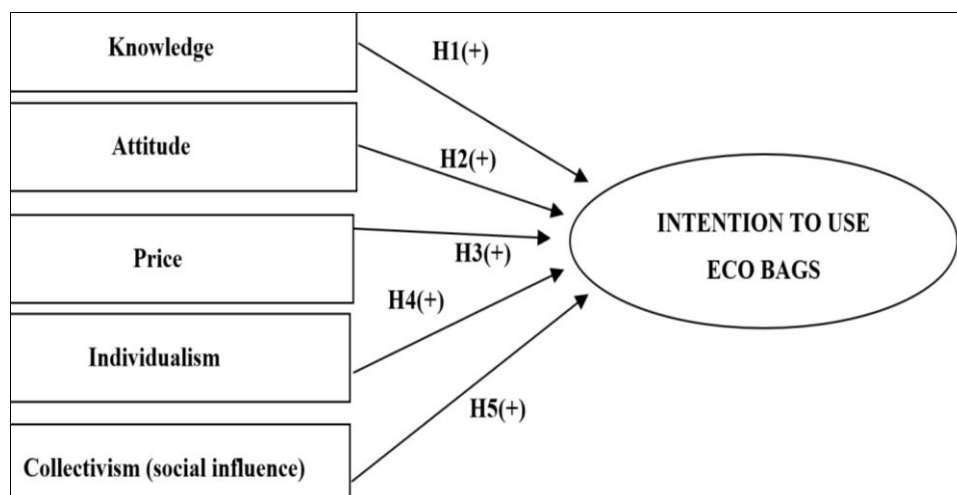 Knowledge
H1(+)
Attitude
H2(+)
Price
H3(+)
H4(+)
Individualism
H5(+)
Collectivism (social influence)
INTENTION TO USE
ECO BAGS